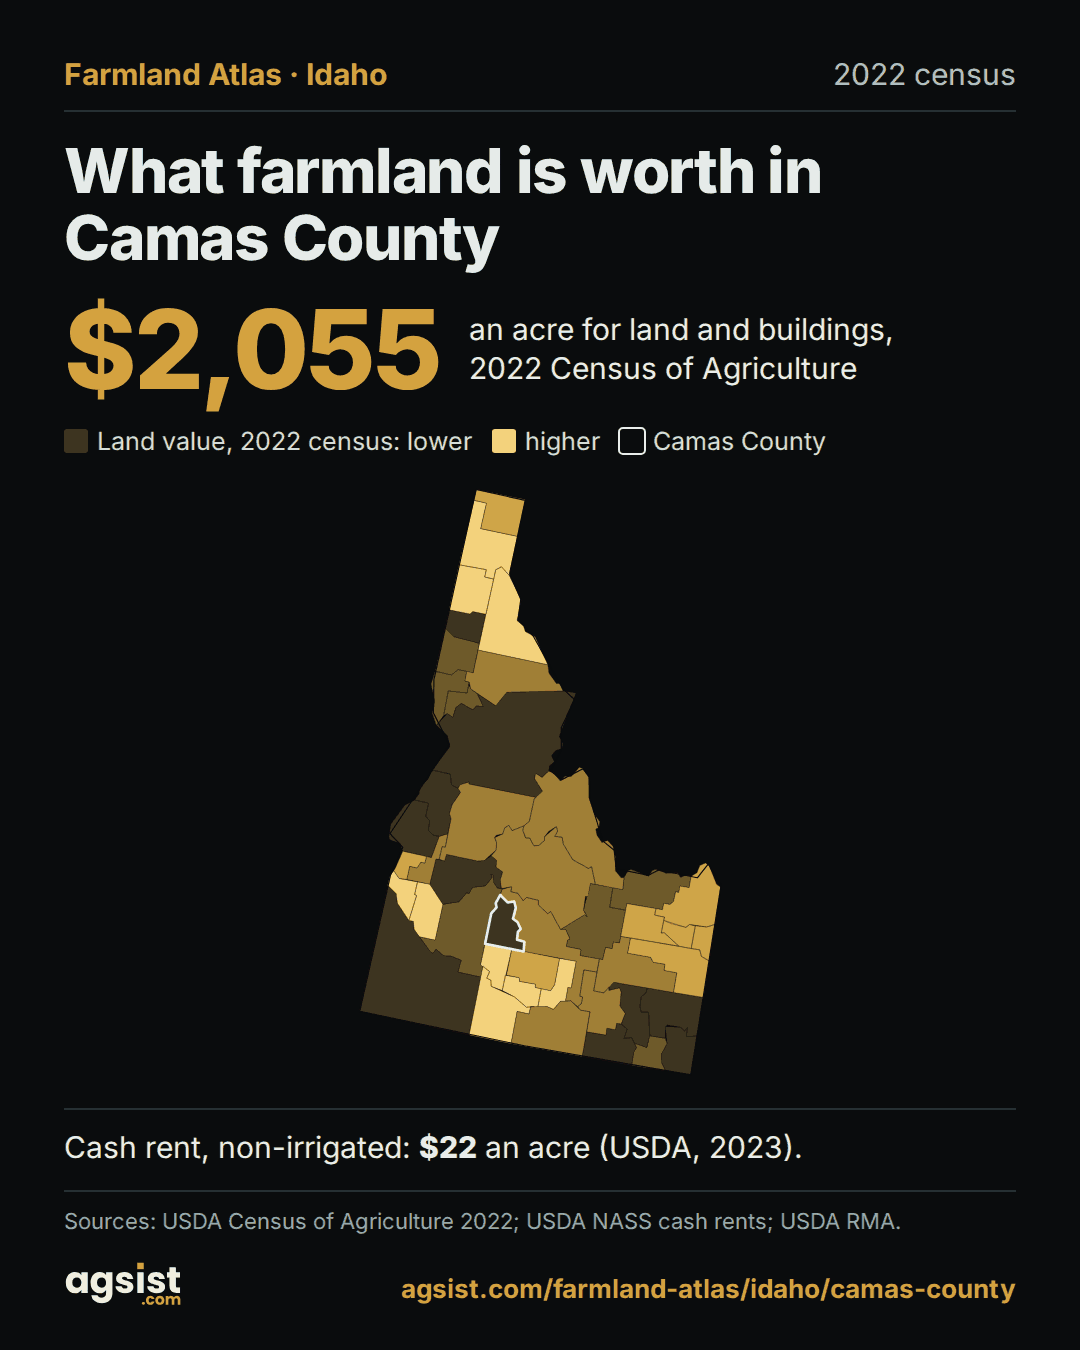 Farmland Atlas · Idaho
2022 census
What farmland is worth in
Camas County
$2,055
an acre for land and buildings,
2022 Census of Agriculture
Land value, 2022 census: lower
higher
Camas County
Cash rent, non-irrigated: $22 an acre (USDA, 2023).
Sources: USDA Census of Agriculture 2022; USDA NASS cash rents; USDA RMA.
agsist
.com
agsist.com/farmland-atlas/idaho/camas-county